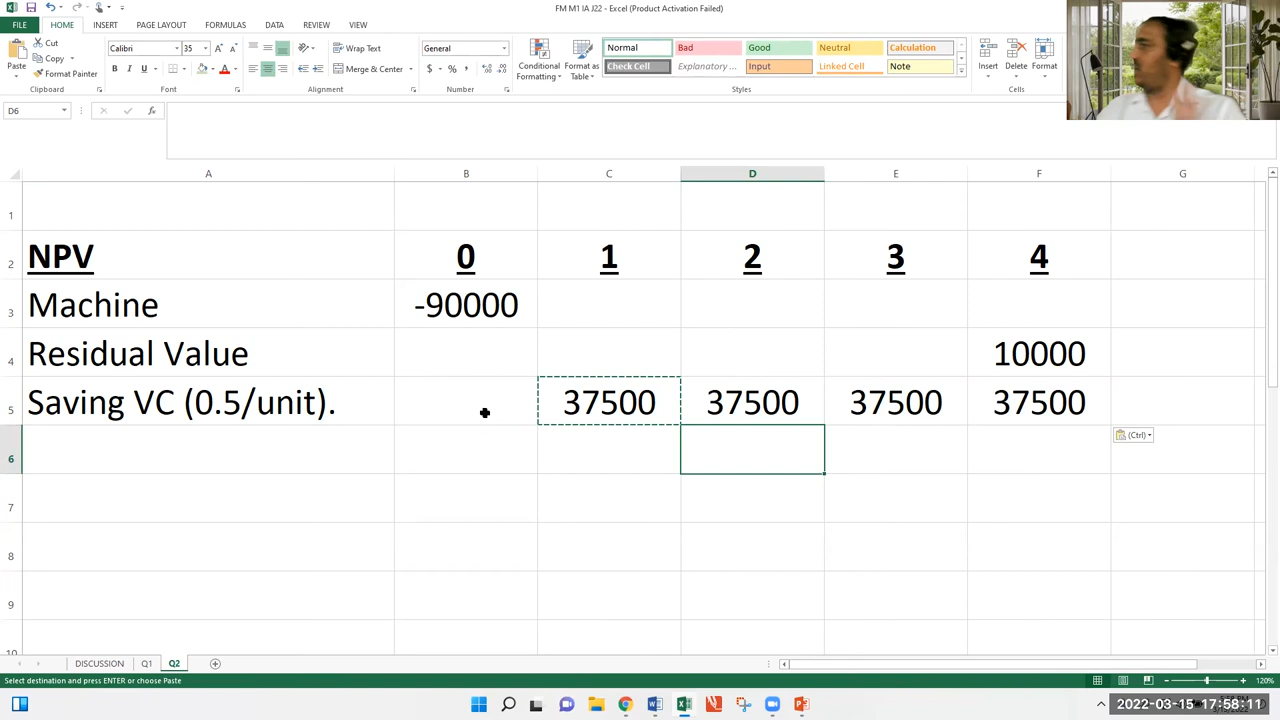 FM M1 IA J22 - Excel (Product Activation Failed)
FILE HOME INSERT PAGE LAYOUT FORMULAS DATA REVIEW VIEW
Paste
Cut
Copy
Format Painter
Clipboard
Calibri 35
B I U
Font
Wrap Text
Merge & Center
Alignment
General
$ % ,
Number
Conditional Formatting
Format as Table
Normal Bad Good Neutral Calculation
Check Cell Explanatory ... Input Linked Cell Note
Styles
Insert Delete Format
Cells
D6
A B C D E F G
1
2 NPV 0 1 2 3 4
3 Machine -90000
4 Residual Value 10000
5 Saving VC (0.5/unit). 37500 37500 37500 37500
6
(Ctrl)
7
8
9
10
DISCUSSION Q1 Q2
Select destination and press ENTER or choose Paste
120%
2022-03-15 17:58:11